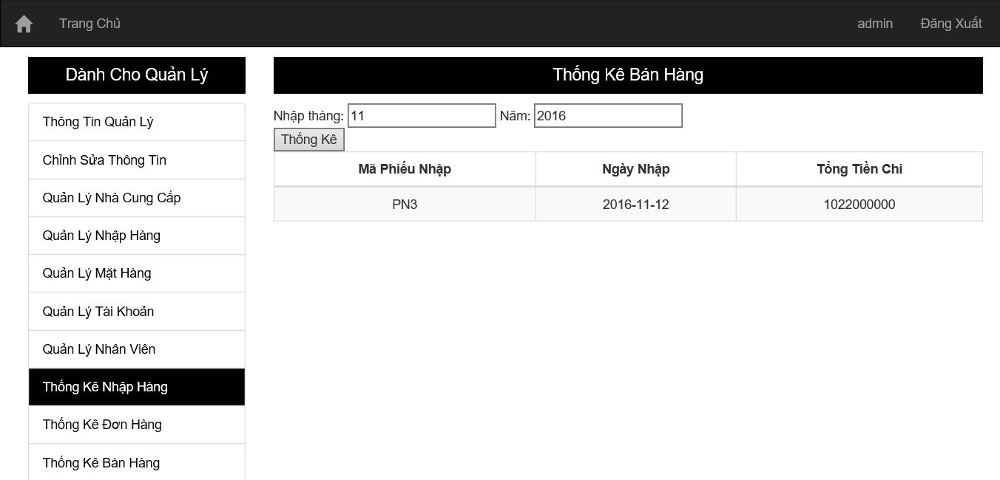 Trang Chủ
admin
Đăng Xuất
Dành Cho Quản Lý
Thông Tin Quản Lý
Chỉnh Sửa Thông Tin
Quản Lý Nhà Cung Cấp
Quản Lý Nhập Hàng
Quản Lý Mặt Hàng
Quản Lý Tài Khoản
Quản Lý Nhân Viên
Thống Kê Nhập Hàng
Thống Kê Đơn Hàng
Thống Kê Bán Hàng
Thống Kê Bán Hàng
Nhập tháng: 11 Năm: 2016
Thống Kê
Mã Phiếu Nhập Ngày Nhập Tổng Tiền Chi
PN3 2016-11-12 1022000000